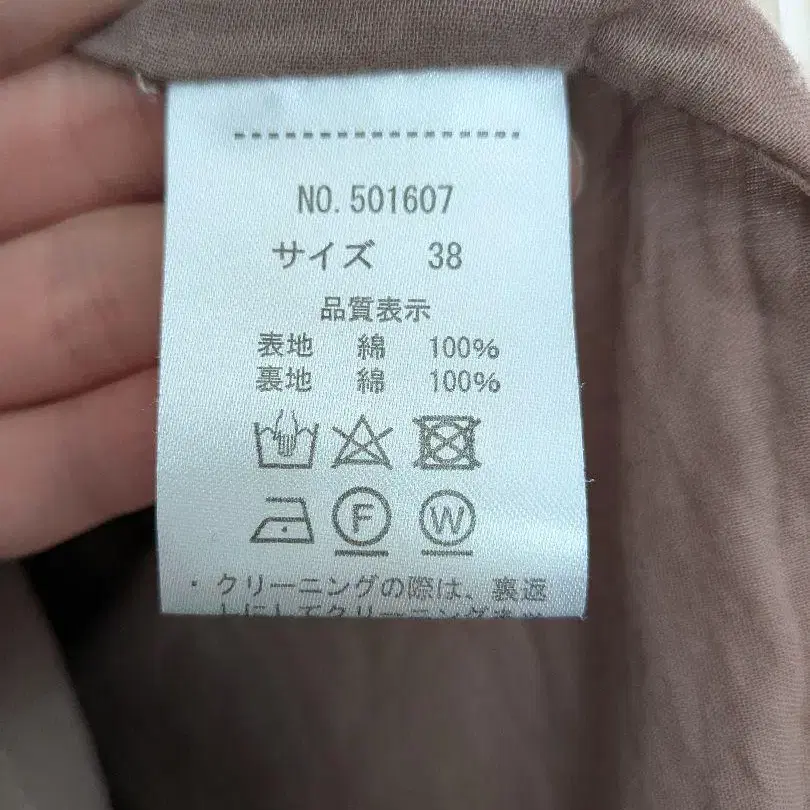 NO. 501607
サイズ 38
品質表示
表地 綿 100%
裏地 綿 100%
F W
・クリーニングの際は、裏返